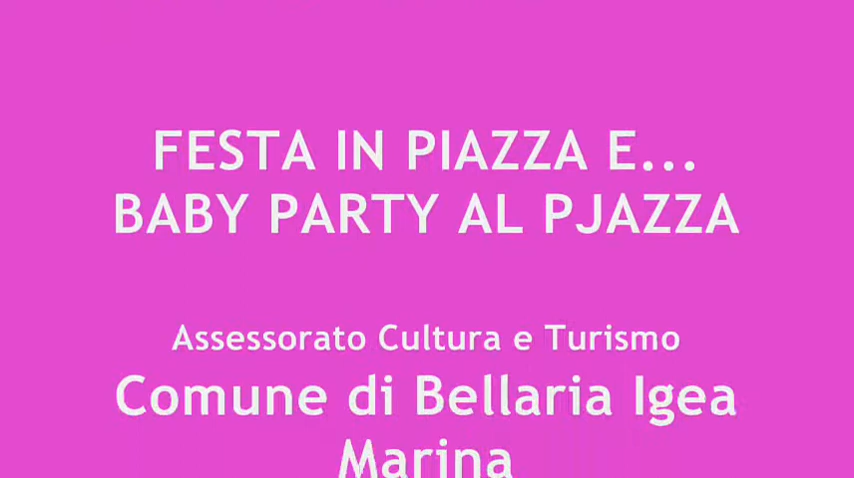 FESTA IN PIAZZA E...
BABY PARTY AL PJAZZA
Assessorato Cultura e Turismo
Comune di Bellaria Igea
Marina